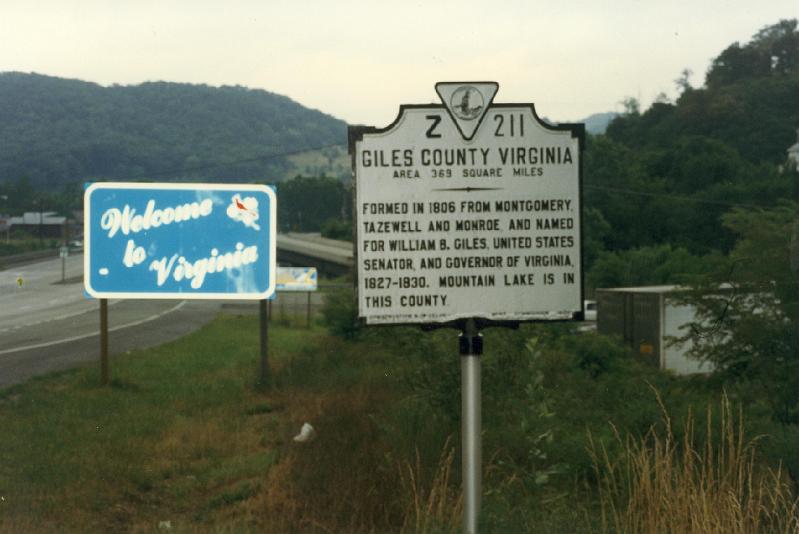 Welcome
to
Virginia
Z 211
GILES COUNTY VIRGINIA
AREA 369 SQUARE MILES
FORMED IN 1806 FROM MONTGOMERY,
TAZEWELL AND MONROE, AND NAMED
FOR WILLIAM B. GILES, UNITED STATES
SENATOR, AND GOVERNOR OF VIRGINIA,
1827-1830. MOUNTAIN LAKE IS IN
THIS COUNTY.